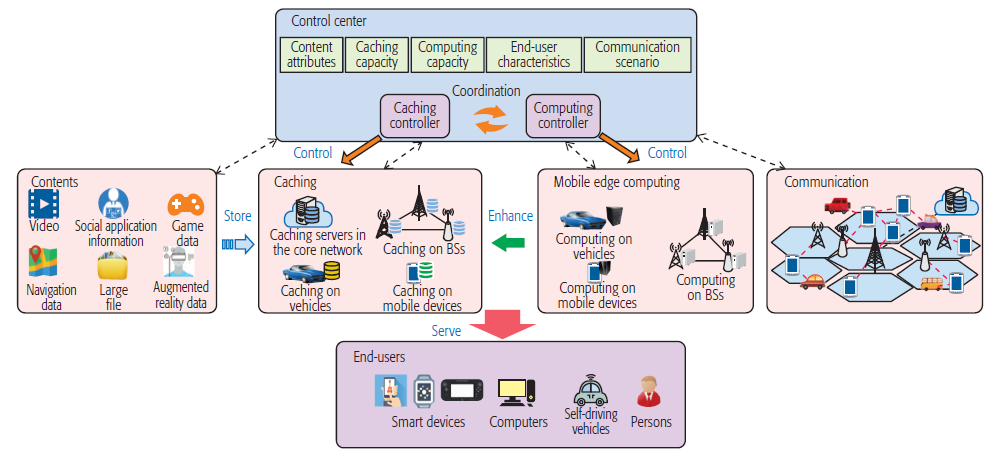 Control center
Content
attributes
Caching
capacity
Computing
capacity
End-user
characteristics
Communication
scenario
Coordination
Caching
controller
Computing
controller
Control
Control
Contents
Video
Social application
information
Game
data
Navigation
data
Large
file
Augmented
reality data
Store
Caching
Caching servers in
the core network
Caching on BSs
Caching on
vehicles
Caching on
mobile devices
Enhance
Mobile edge computing
Computing on
vehicles
Computing on
mobile devices
Computing
on BSs
Communication
Serve
End-users
Smart devices
Computers
Self-driving
vehicles
Persons